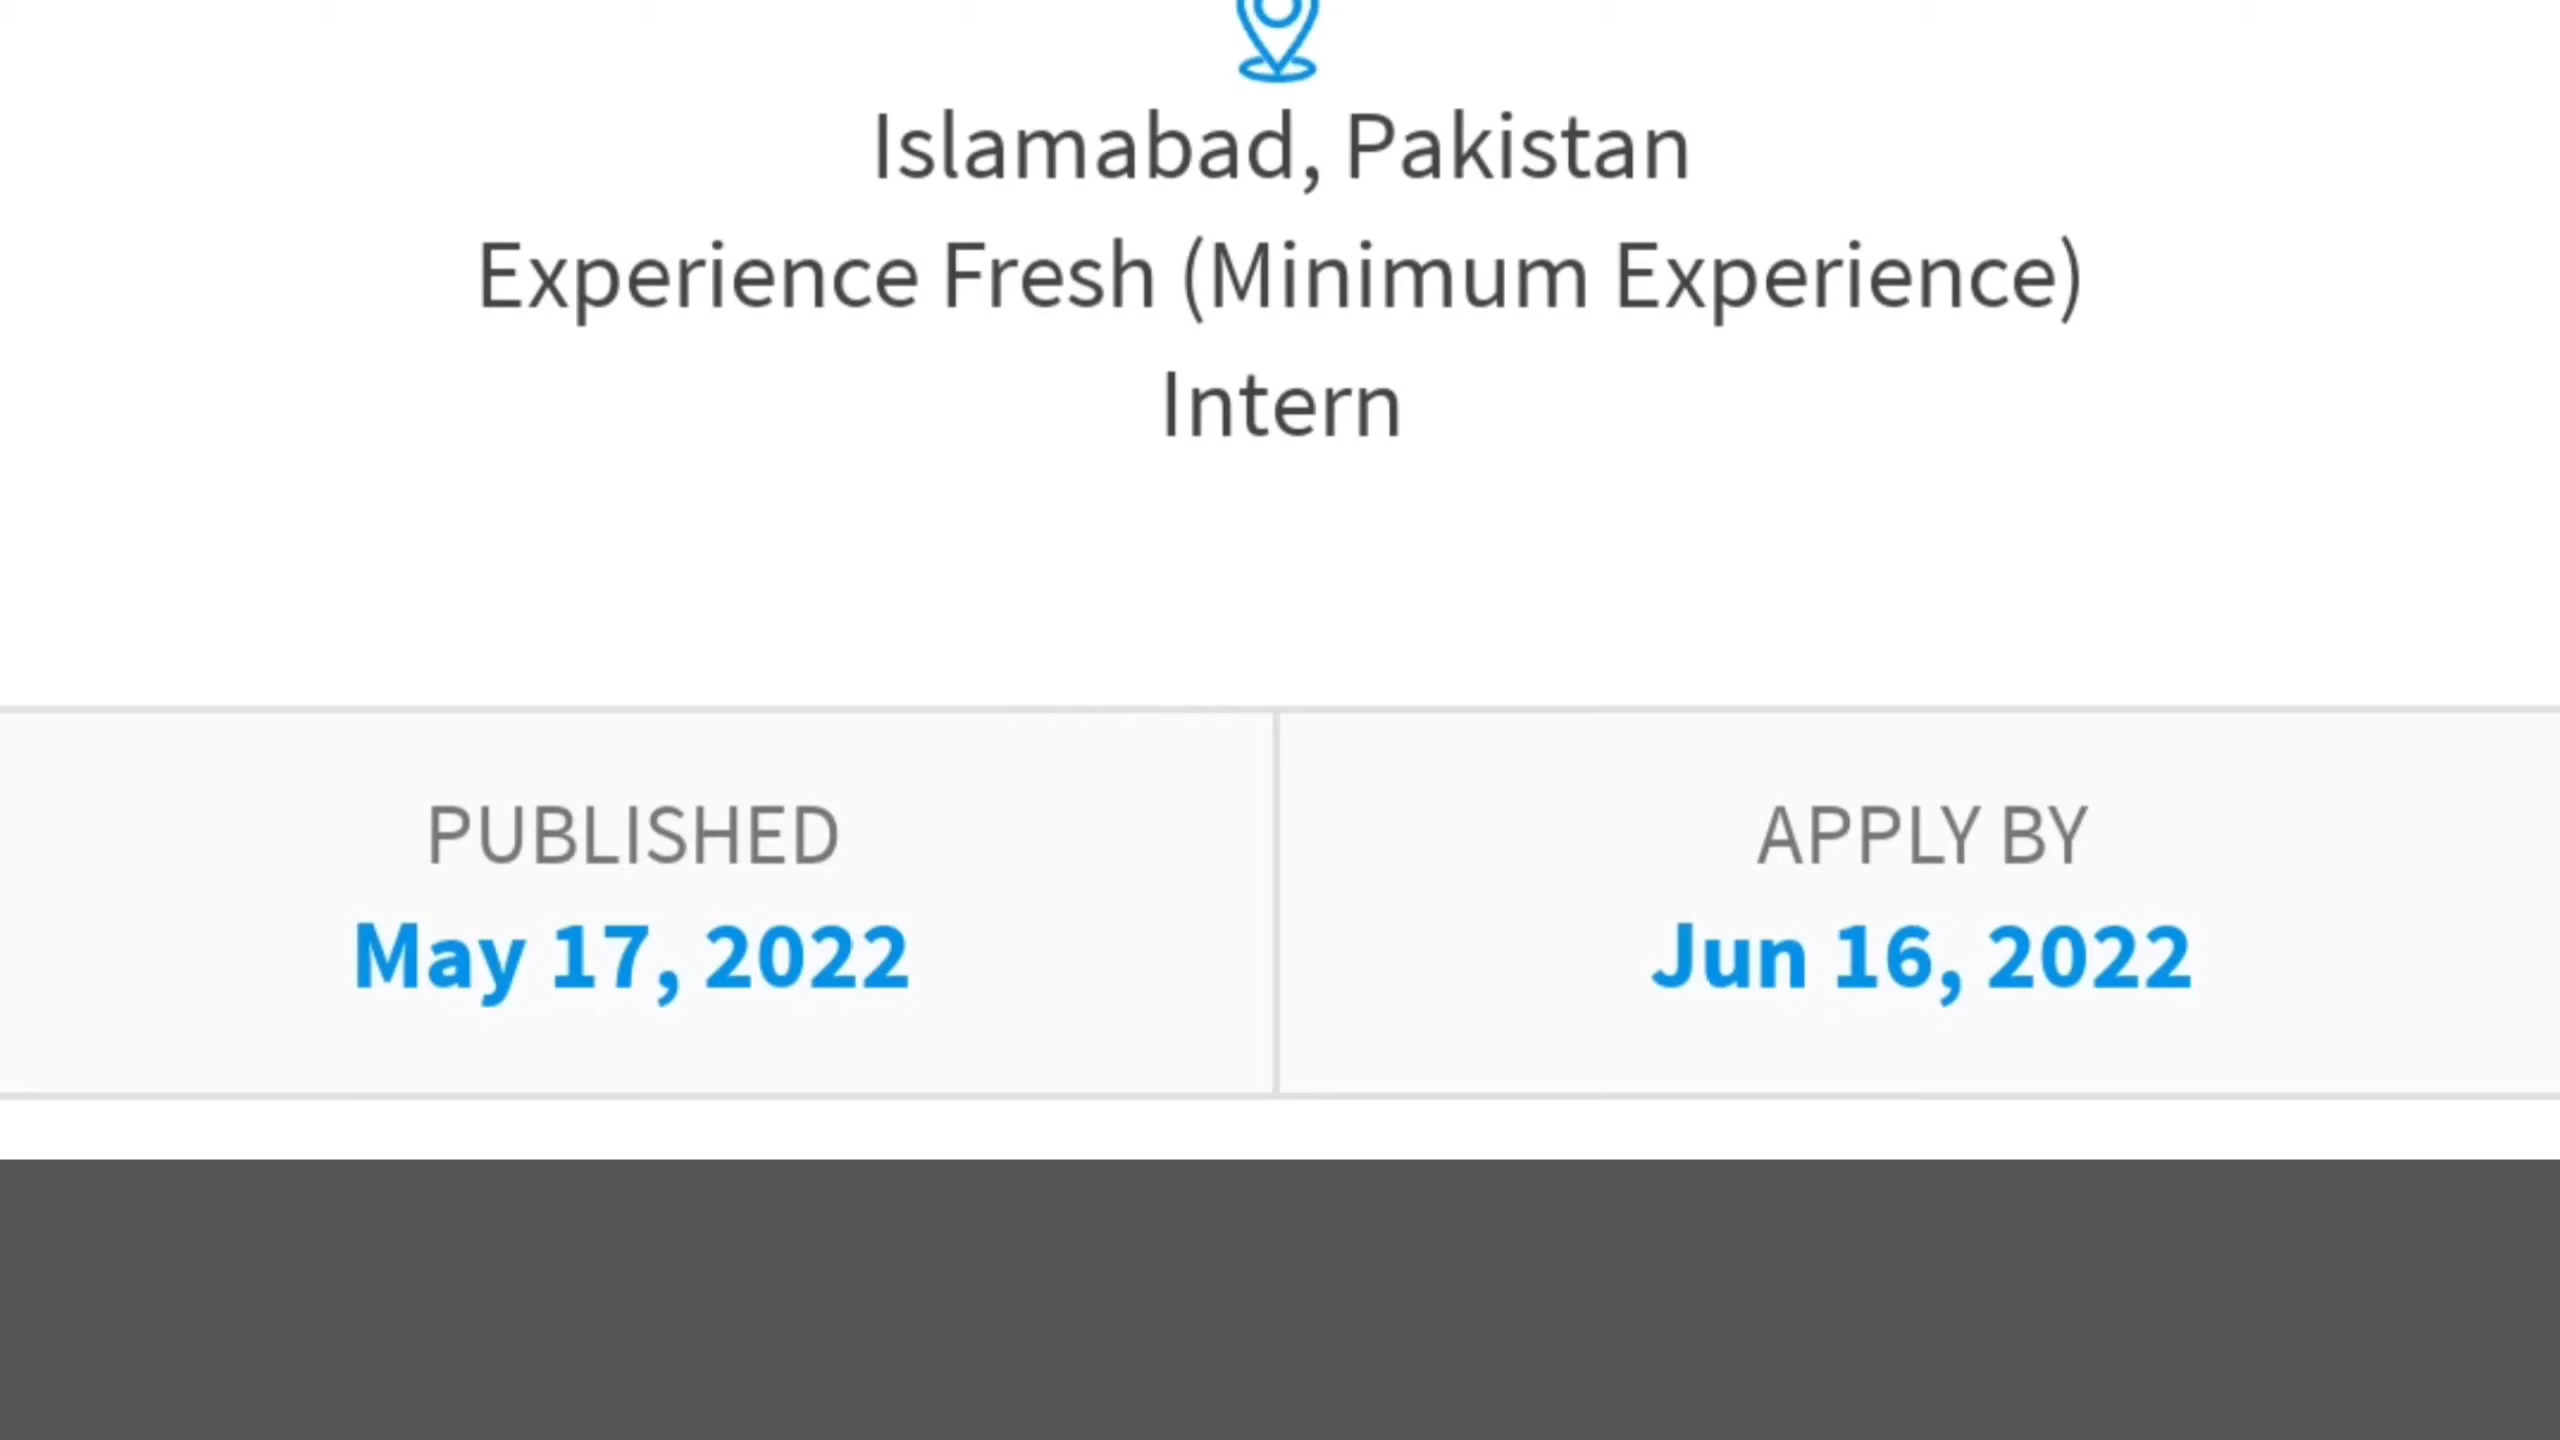 Islamabad, Pakistan
Experience Fresh (Minimum Experience)
Intern
PUBLISHED
May 17, 2022
APPLY BY
Jun 16, 2022